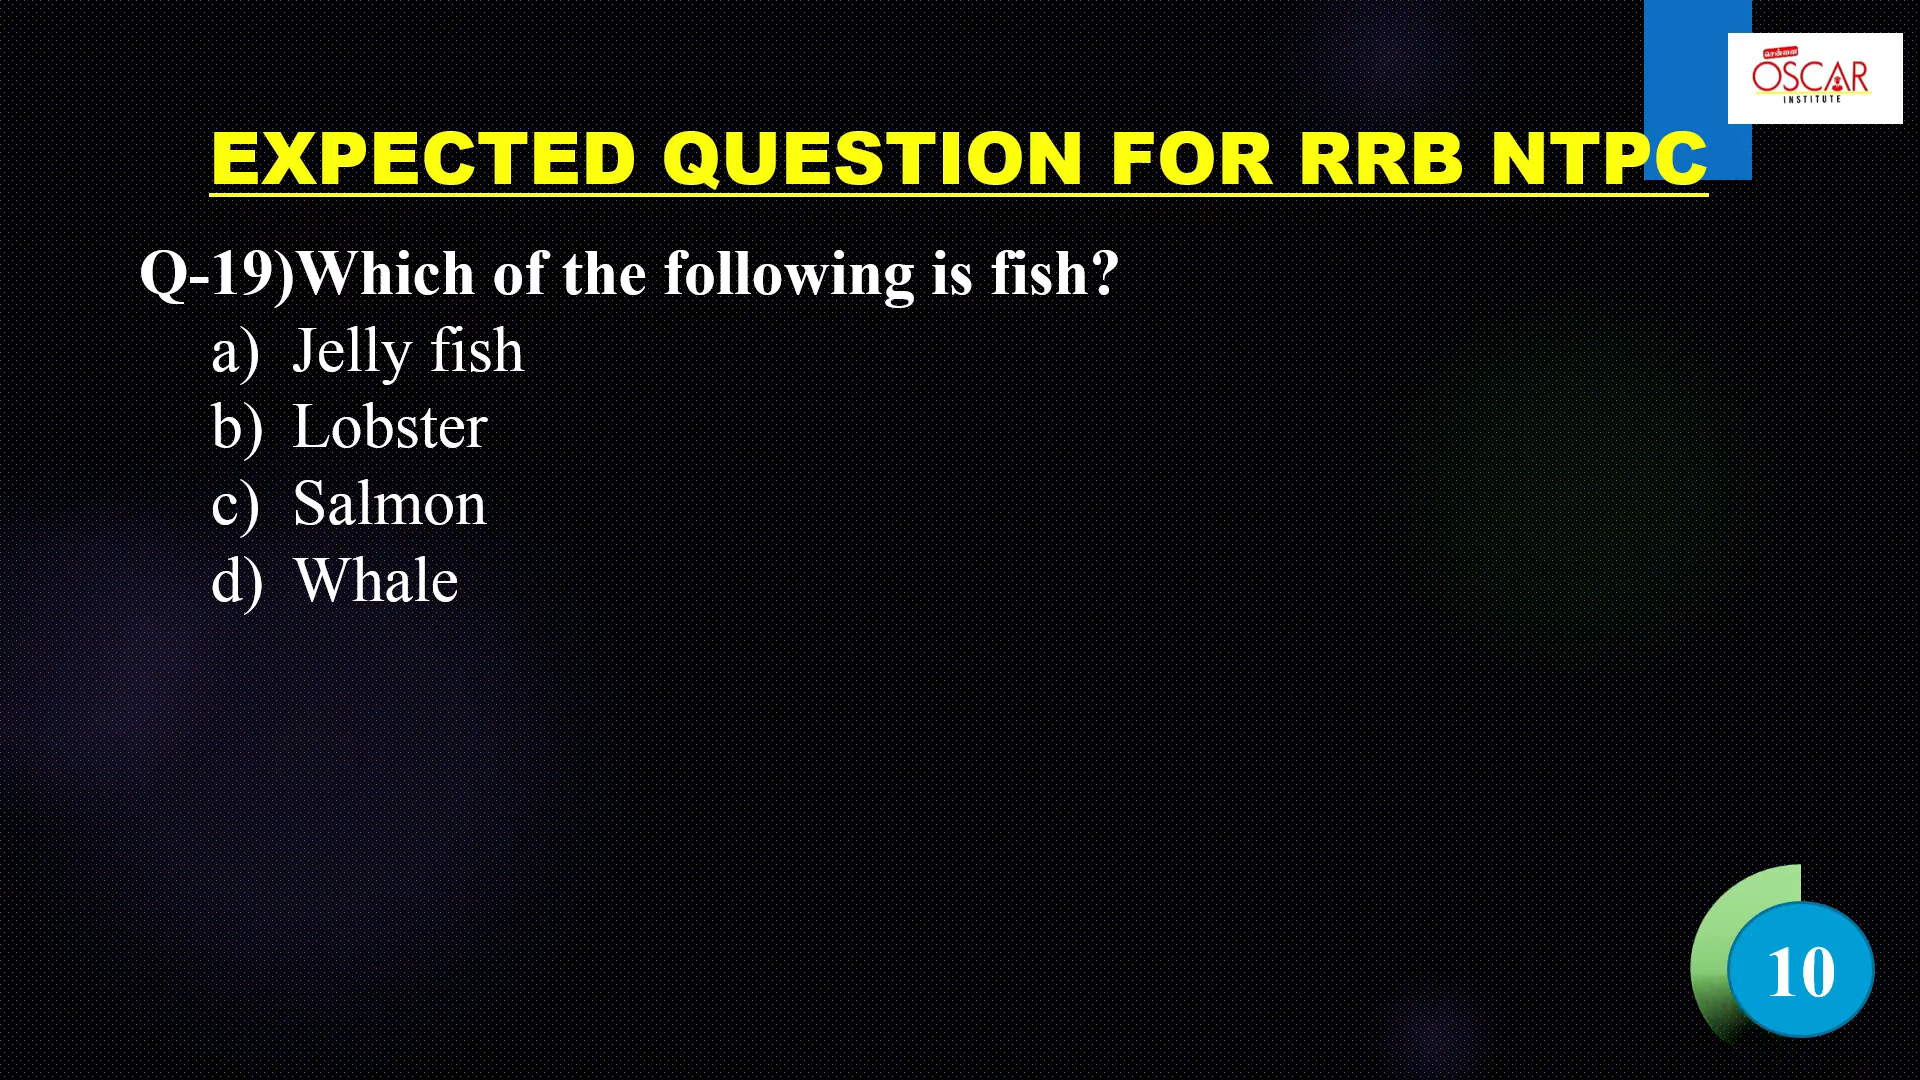 சென்னை
OSCAR
INSTITUTE
EXPECTED QUESTION FOR RRB NTPC
Q-19)Which of the following is fish?
a) Jelly fish
b) Lobster
c) Salmon
d) Whale
10